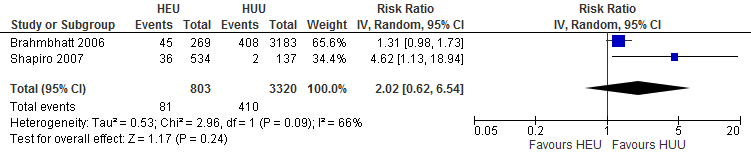 HEU HUU Risk Ratio Risk Ratio
Study or Subgroup Events Total Events Total Weight IV, Random, 95% CI IV, Random, 95% CI
Brahmbhatt 2006 45 269 408 3183 65.6% 1.31 [0.98, 1.73]
Shapiro 2007 36 534 2 137 34.4% 4.62 [1.13, 18.94]
Total (95% CI) 803 3320 100.0% 2.02 [0.62, 6.54]
Total events 81 410
Heterogeneity: Tau² = 0.53; Chi² = 2.96, df = 1 (P = 0.09); I² = 66%
Test for overall effect: Z = 1.17 (P = 0.24)
0.05 0.2 1 5 20
Favours HEU Favours HUU